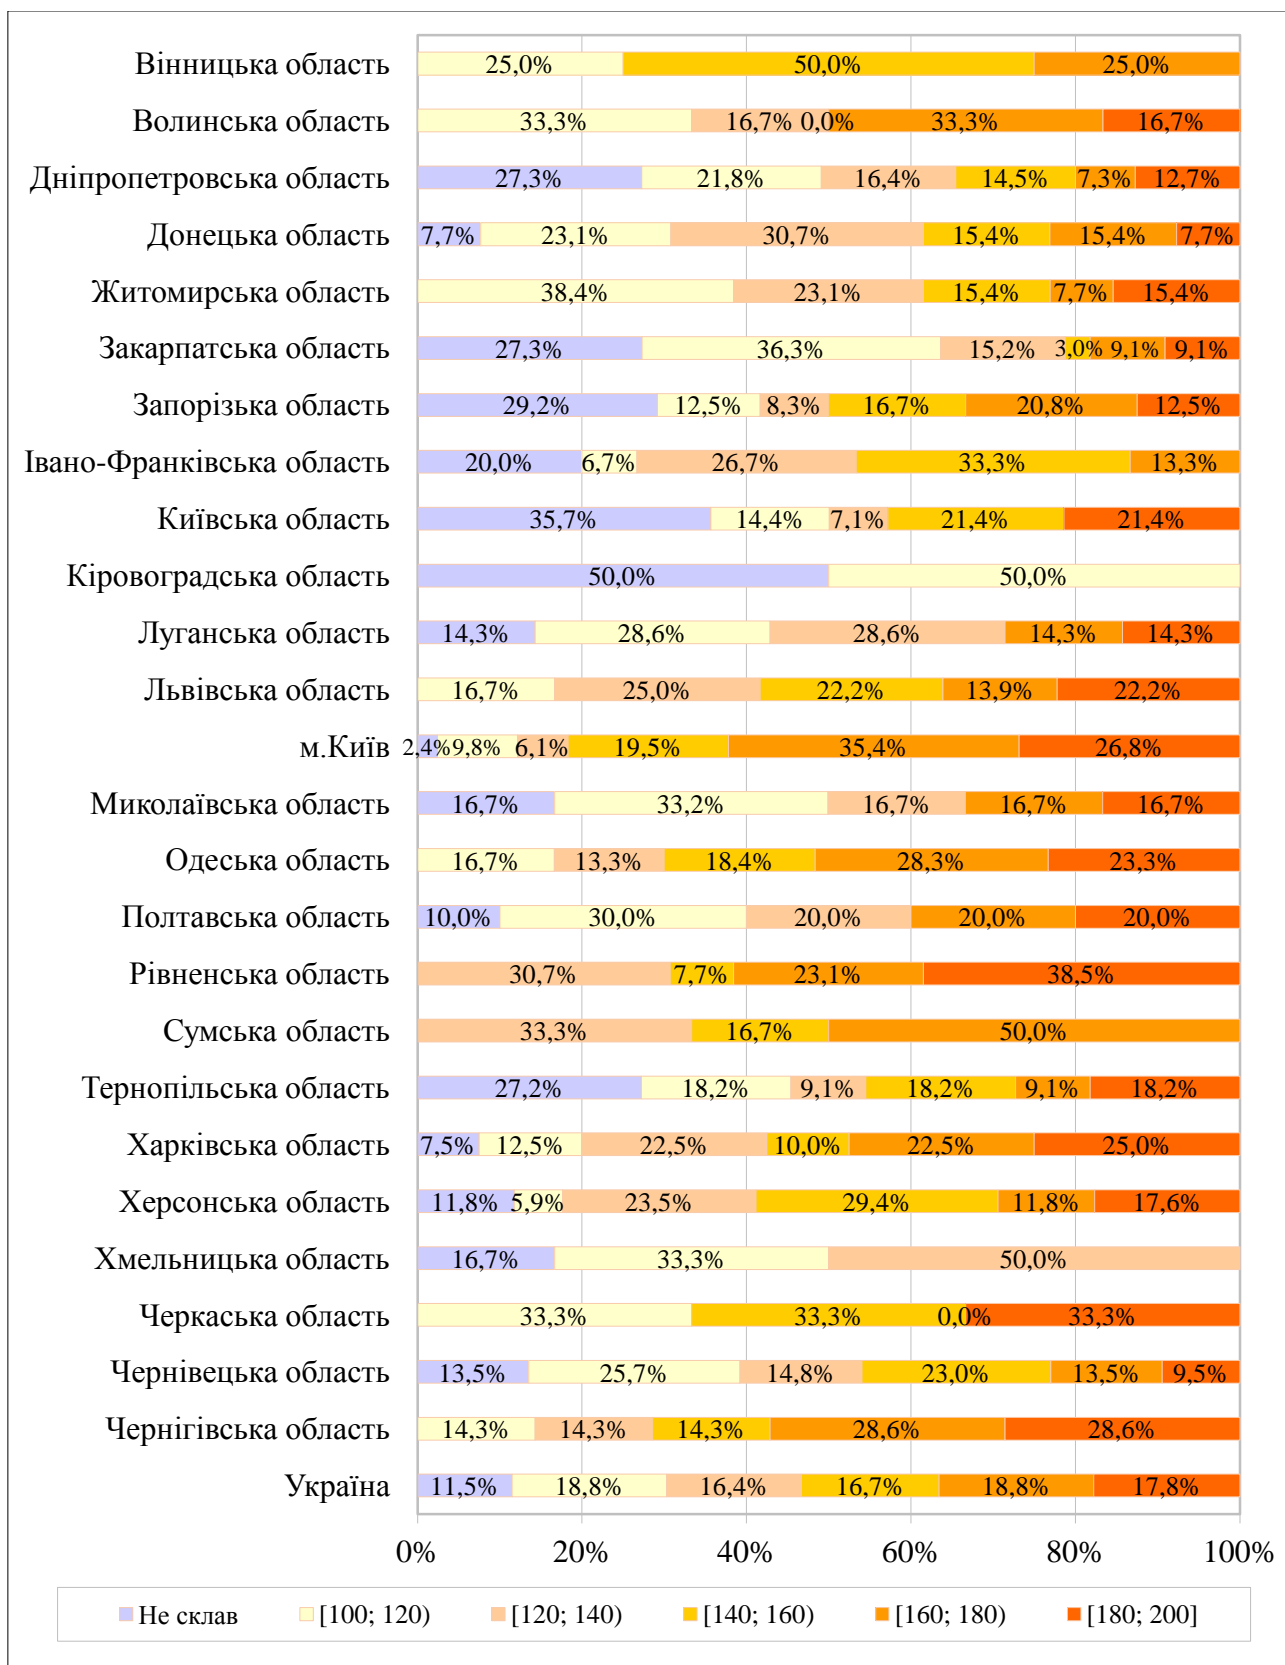 Вінницька область 25,0% 50,0% 25,0%
Волинська область 33,3% 16,7% 0,0% 33,3% 16,7%
Дніпропетровська область 27,3% 21,8% 16,4% 14,5% 7,3% 12,7%
Донецька область 7,7% 23,1% 30,7% 15,4% 15,4% 7,7%
Житомирська область 38,4% 23,1% 15,4% 7,7% 15,4%
Закарпатська область 27,3% 36,3% 15,2% 3,0% 9,1% 9,1%
Запорізька область 29,2% 12,5% 8,3% 16,7% 20,8% 12,5%
Івано-Франківська область 20,0% 6,7% 26,7% 33,3% 13,3%
Київська область 35,7% 14,4% 7,1% 21,4% 21,4%
Кіровоградська область 50,0% 50,0%
Луганська область 14,3% 28,6% 28,6% 14,3% 14,3%
Львівська область 16,7% 25,0% 22,2% 13,9% 22,2%
м.Київ 2,4% 9,8% 6,1% 19,5% 35,4% 26,8%
Миколаївська область 16,7% 33,2% 16,7% 16,7% 16,7%
Одеська область 16,7% 13,3% 18,4% 28,3% 23,3%
Полтавська область 10,0% 30,0% 20,0% 20,0% 20,0%
Рівненська область 30,7% 7,7% 23,1% 38,5%
Сумська область 33,3% 16,7% 50,0%
Тернопільська область 27,2% 18,2% 9,1% 18,2% 9,1% 18,2%
Харківська область 7,5% 12,5% 22,5% 10,0% 22,5% 25,0%
Херсонська область 11,8% 5,9% 23,5% 29,4% 11,8% 17,6%
Хмельницька область 16,7% 33,3% 50,0%
Черкаська область 33,3% 33,3% 0,0% 33,3%
Чернівецька область 13,5% 25,7% 14,8% 23,0% 13,5% 9,5%
Чернігівська область 14,3% 14,3% 14,3% 28,6% 28,6%
Україна 11,5% 18,8% 16,4% 16,7% 18,8% 17,8%
0% 20% 40% 60% 80% 100%
Не склав [100; 120) [120; 140) [140; 160) [160; 180) [180; 200]